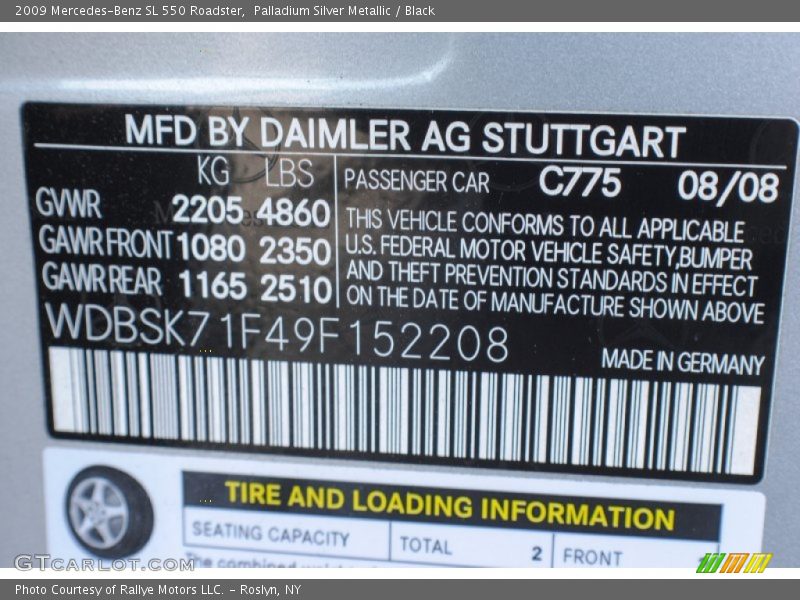 2009 Mercedes-Benz SL 550 Roadster,  Palladium Silver Metallic / Black
MFD BY DAIMLER AG STUTTGART
KG LBS
GVWR 2205 4860
GAWR FRONT 1080 2350
GAWR REAR 1165 2510
PASSENGER CAR C775 08/08
THIS VEHICLE CONFORMS TO ALL APPLICABLE
U.S. FEDERAL MOTOR VEHICLE SAFETY,BUMPER
AND THEFT PREVENTION STANDARDS IN EFFECT
ON THE DATE OF MANUFACTURE SHOWN ABOVE
WDBSK71F49F152208
MADE IN GERMANY
TIRE AND LOADING INFORMATION
SEATING CAPACITY TOTAL 2 FRONT
The combined
GTcarlot.com
Photo Courtesy of Rallye Motors LLC. - Roslyn, NY